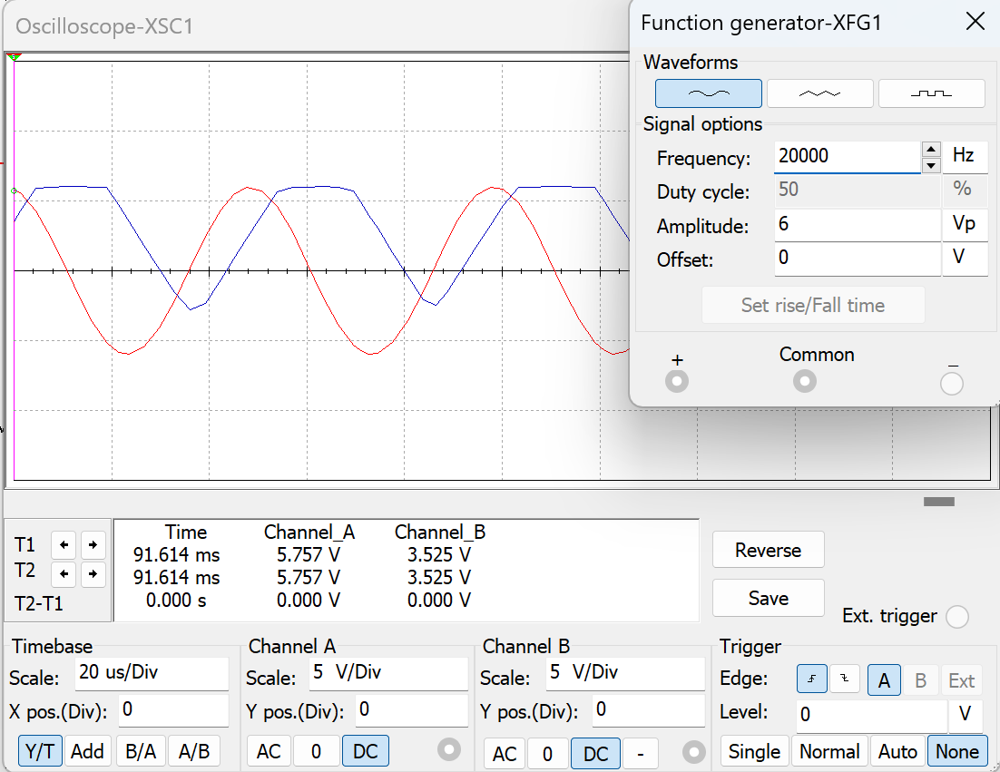 Oscilloscope-XSC1
Function generator-XFG1
Waveforms
Signal options
Frequency: 20000 Hz
Duty cycle: 50 %
Amplitude: 6 Vp
Offset: 0 V
Set rise/Fall time
+ Common −
Time Channel_A Channel_B
T1 91.614 ms 5.757 V 3.525 V
T2 91.614 ms 5.757 V 3.525 V
T2-T1 0.000 s 0.000 V 0.000 V
Reverse
Save
Ext. trigger
Timebase
Scale: 20 us/Div
X pos.(Div): 0
Y/T Add B/A A/B
Channel A
Scale: 5 V/Div
Y pos.(Div): 0
AC 0 DC
Channel B
Scale: 5 V/Div
Y pos.(Div): 0
AC 0 DC -
Trigger
Edge: A B Ext
Level: 0 V
Single Normal Auto None